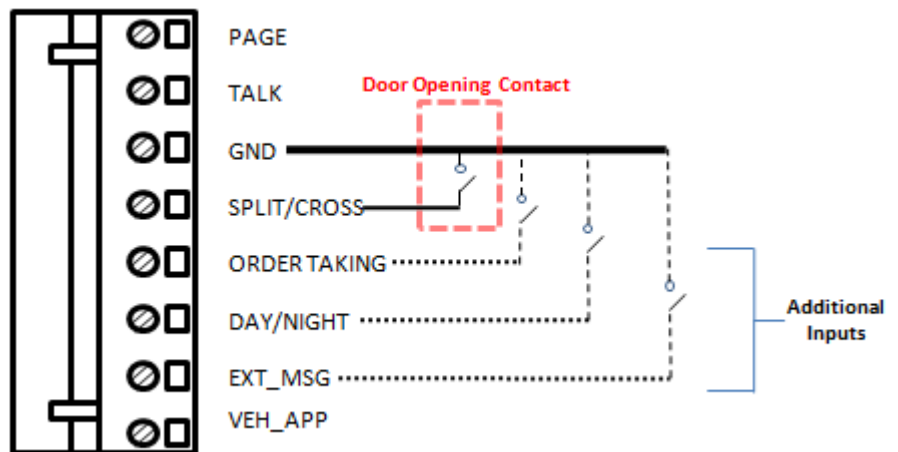 PAGE
TALK
Door Opening Contact
GND
SPLIT/CROSS
ORDER TAKING
DAY/NIGHT
EXT_MSG
VEH_APP
Additional
Inputs